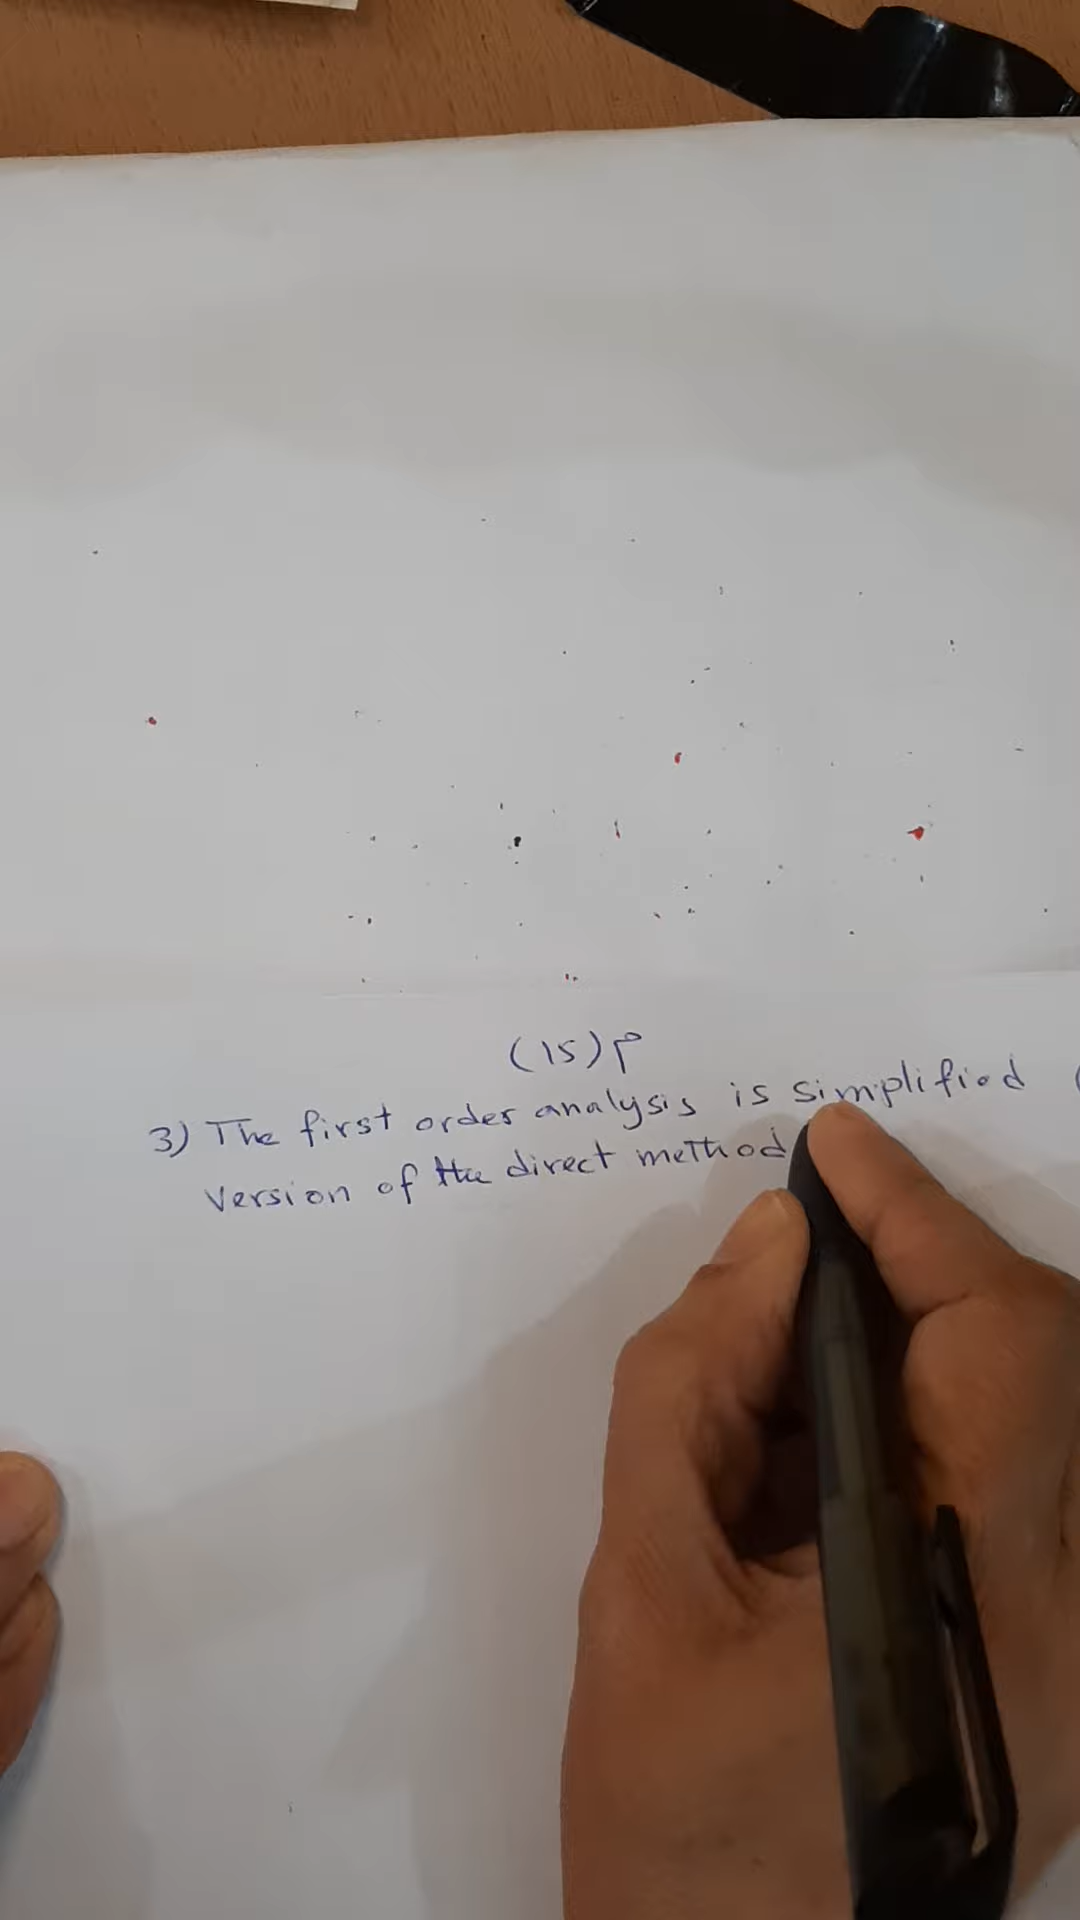 (15)م
3) The first order analysis is simplified (
version of the direct method